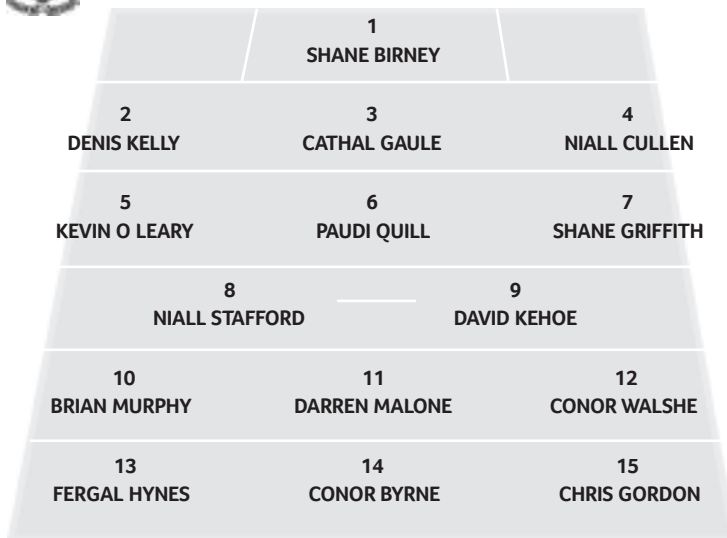 1
SHANE BIRNEY
2 3 4
DENIS KELLY CATHAL GAULE NIALL CULLEN
5 6 7
KEVIN O LEARY PAUDI QUILL SHANE GRIFFITH
8 9
NIALL STAFFORD DAVID KEHOE
10 11 12
BRIAN MURPHY DARREN MALONE CONOR WALSHE
13 14 15
FERGAL HYNES CONOR BYRNE CHRIS GORDON